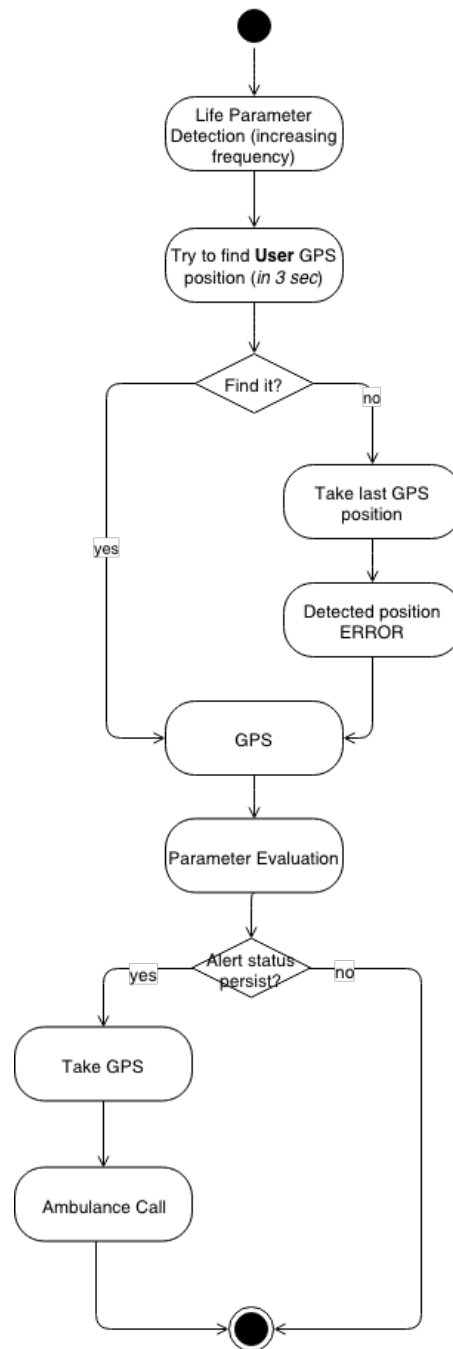 Life Parameter
Detection (increasing
frequency)
Try to find User GPS
position (in 3 sec)
Find it?
no
Take last GPS
position
yes
Detected position
ERROR
GPS
Parameter Evaluation
Alert status
persist?
yes
no
Take GPS
Ambulance Call